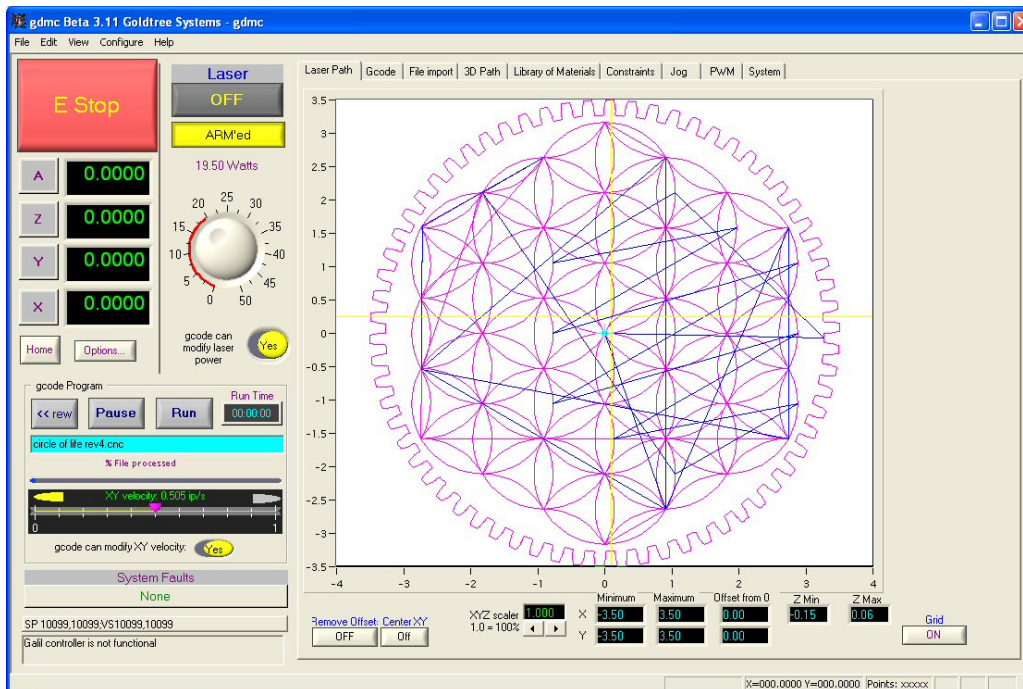 gdmc Beta 3.11 Goldtree Systems - gdmc
File Edit View Configure Help
E Stop
Laser
OFF
ARM'ed
19.50 Watts
0 5 10 15 20 25 30 35 40 45 50
A 0.0000
Z 0.0000
Y 0.0000
X 0.0000
Home Options...
gcode can
modify laser
power
Yes
gcode Program
<< rew Pause Run
Run Time
00:00:00
circle of life rev4.cnc
% File processed
XY velocity: 0.505 ip/s
0 1
gcode can modify XY velocity: Yes
System Faults
None
SP 10099,10099;VS10099,10099
Galil controller is not functional
Laser Path Gcode File import 3D Path Library of Materials Constraints Jog PWM System
3.5
3
2.5
2
1.5
1
0.5
0
-0.5
-1
-1.5
-2
-2.5
-3
-3.5
-4 -3 -2 -1 0 1 2 3 4
Remove Offset: Center XY
OFF Off
XYZ scaler 1.000
1.0 = 100%
Minimum Maximum Offset from 0 Z Min Z Max
X -3.50 3.50 0.00 -0.15 0.06
Y -3.50 3.50 0.00
Grid
ON
X=000.0000 Y=000.0000 Points: xxxxx